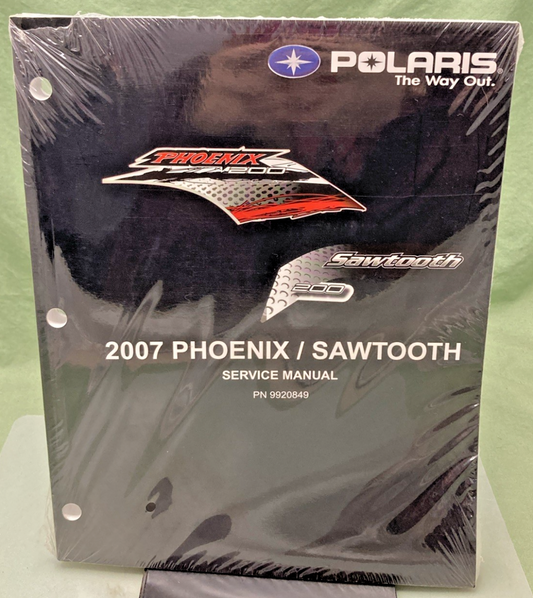 POLARIS®
The Way Out.
PHOENIX
200
Sawtooth
200
2007 PHOENIX / SAWTOOTH
SERVICE MANUAL
PN 9920849